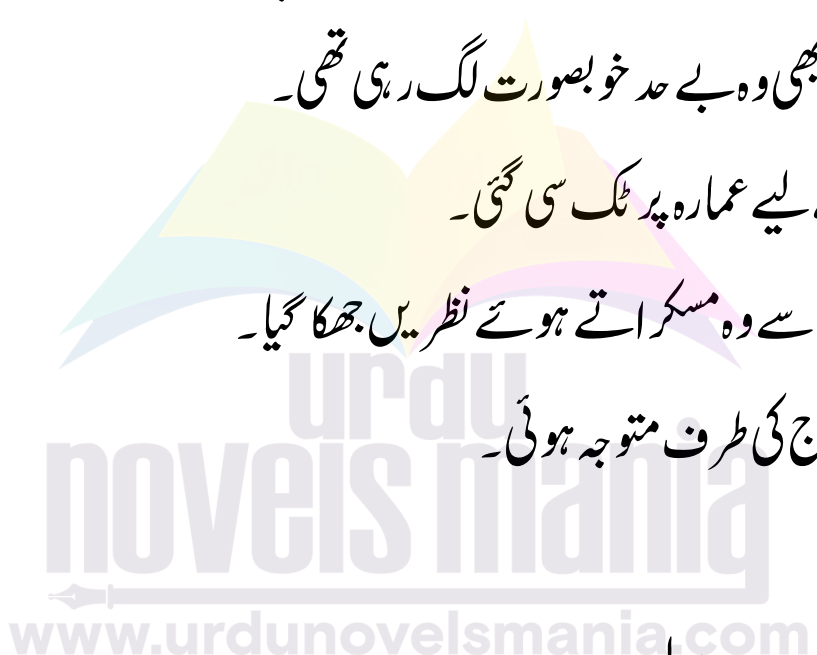 بھی وہ بے حد خوبصورت لگ رہی تھی۔
لیے عمارہ پر ٹک سی گئی۔
سے وہ مسکراتے ہوئے نظریں جھکا گیا۔
کی طرف متوجہ ہوئی۔
urdu
novels mania
www.urdunovelsmania.com